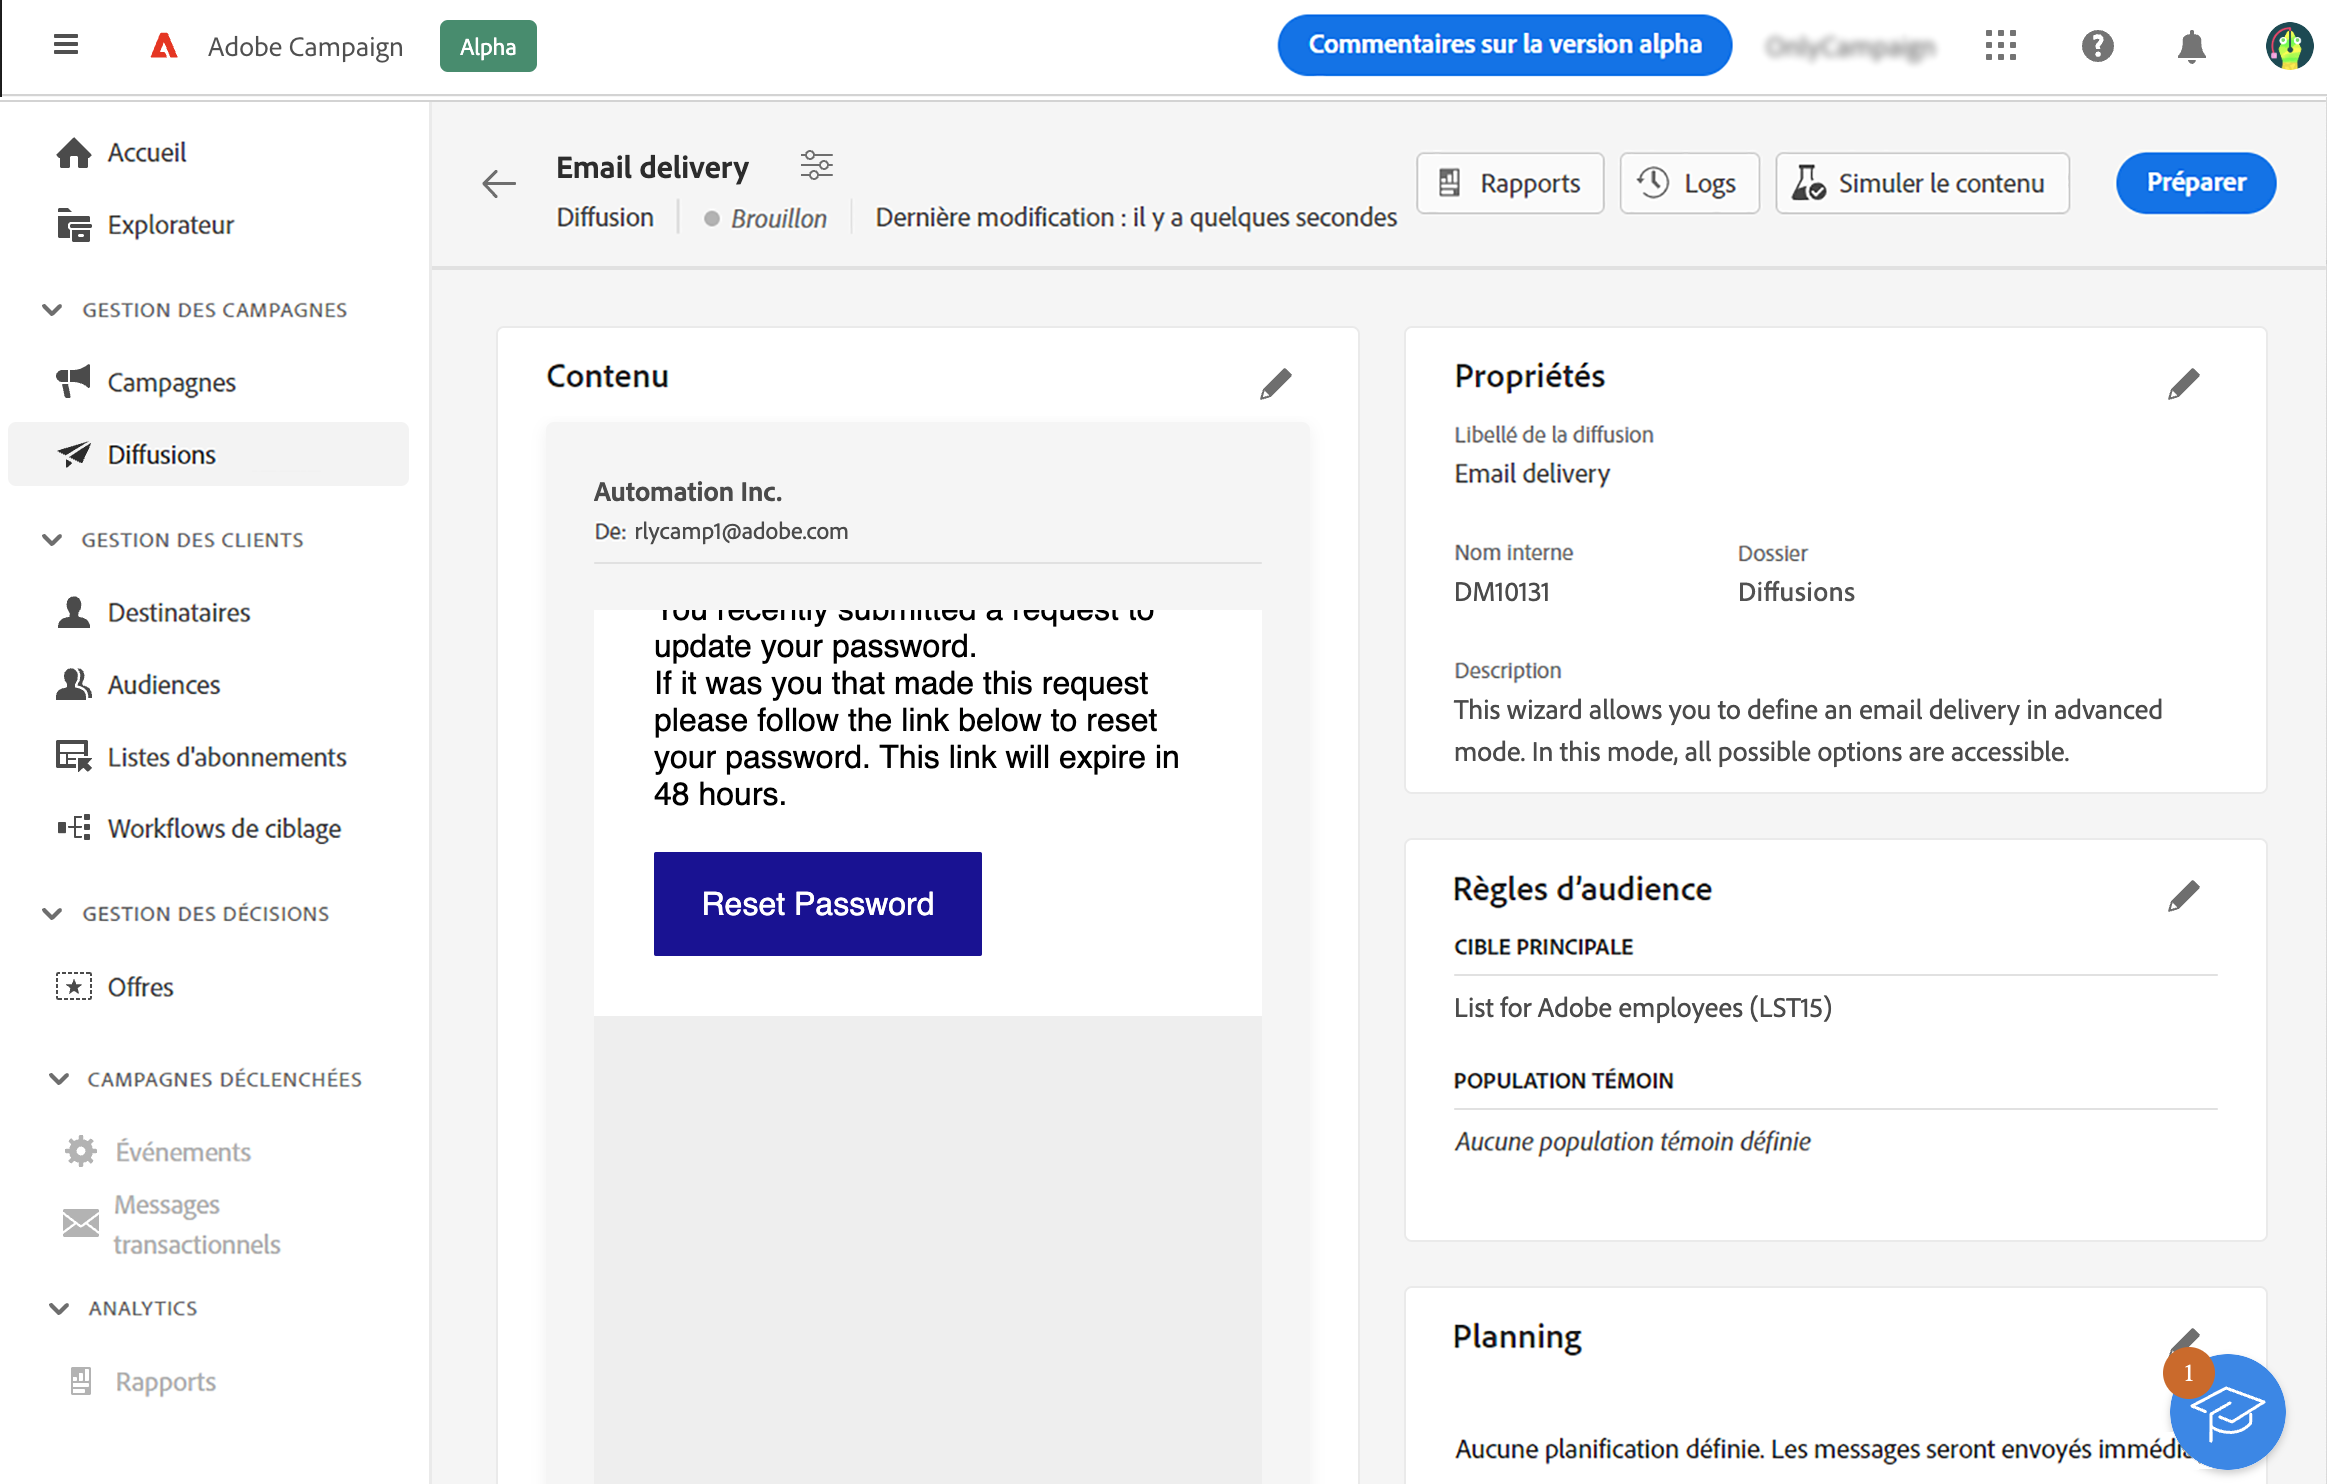 Adobe Campaign
Alpha
Commentaires sur la version alpha
Accueil
Explorateur
GESTION DES CAMPAGNES
Campagnes
Diffusions
GESTION DES CLIENTS
Destinataires
Audiences
Listes d'abonnements
Workflows de ciblage
GESTION DES DÉCISIONS
Offres
CAMPAGNES DÉCLENCHÉES
Événements
Messages
transactionnels
ANALYTICS
Rapports
Email delivery
Diffusion
Brouillon
Dernière modification : il y a quelques secondes
Rapports
Logs
Simuler le contenu
Préparer
Contenu
Automation Inc.
De: rlycamp1@adobe.com
You recently submitted a request to
update your password.
If it was you that made this request
please follow the link below to reset
your password. This link will expire in
48 hours.
Reset Password
Propriétés
Libellé de la diffusion
Email delivery
Nom interne
DM10131
Dossier
Diffusions
Description
This wizard allows you to define an email delivery in advanced
mode. In this mode, all possible options are accessible.
Règles d’audience
CIBLE PRINCIPALE
List for Adobe employees (LST15)
POPULATION TÉMOIN
Aucune population témoin définie
Planning
1
Aucune planification définie. Les messages seront envoyés